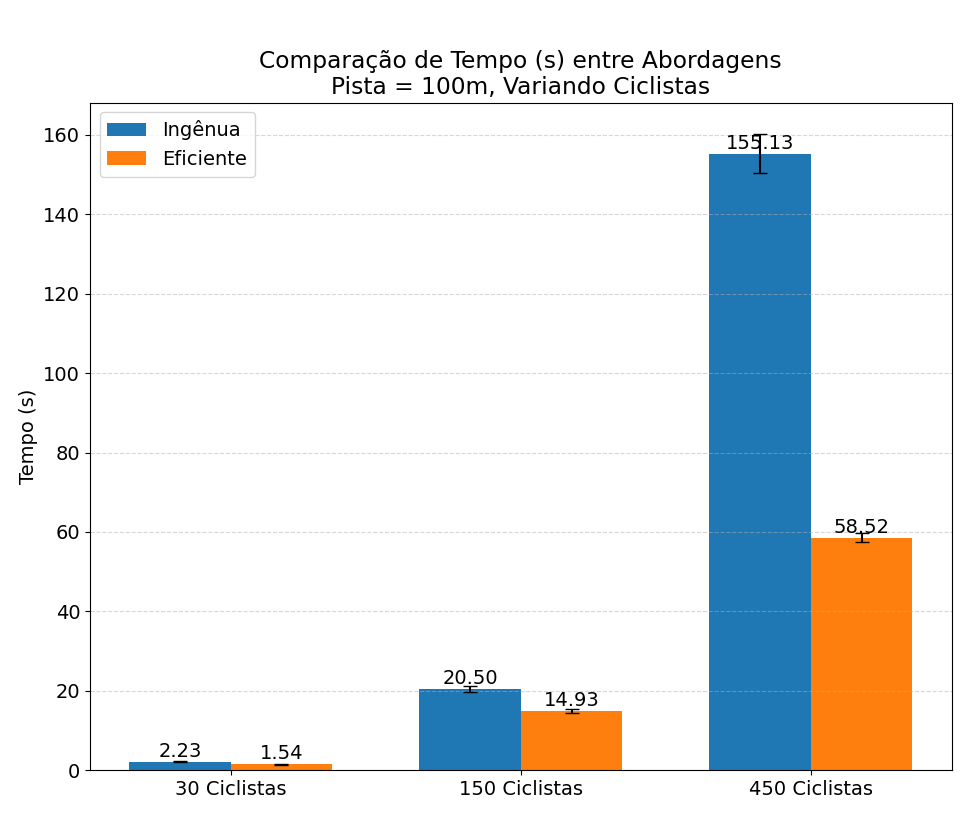 Comparação de Tempo (s) entre Abordagens
Pista = 100m, Variando Ciclistas
Ingênua
Eficiente
Tempo (s)
160
140
120
100
80
60
40
20
0
2.23
1.54
20.50
14.93
155.13
58.52
30 Ciclistas
150 Ciclistas
450 Ciclistas